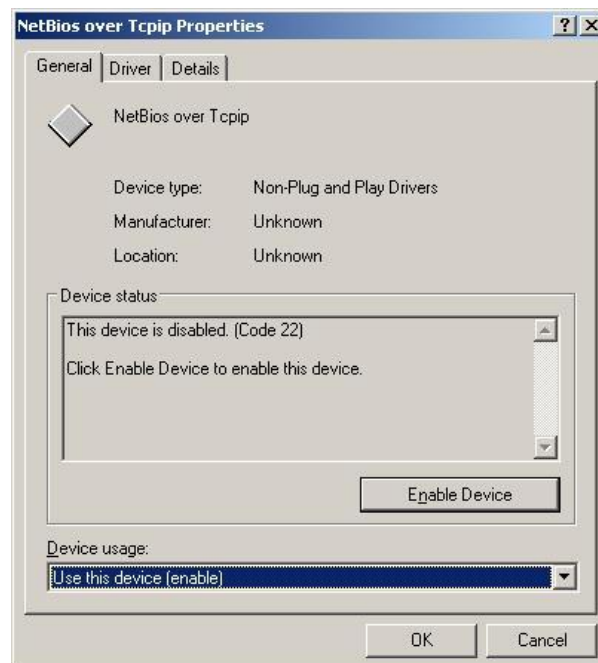 NetBios over Tcpip Properties
General Driver Details
NetBios over Tcpip
Device type: Non-Plug and Play Drivers
Manufacturer: Unknown
Location: Unknown
Device status
This device is disabled. (Code 22)
Click Enable Device to enable this device.
Enable Device
Device usage:
Use this device (enable)
OK Cancel